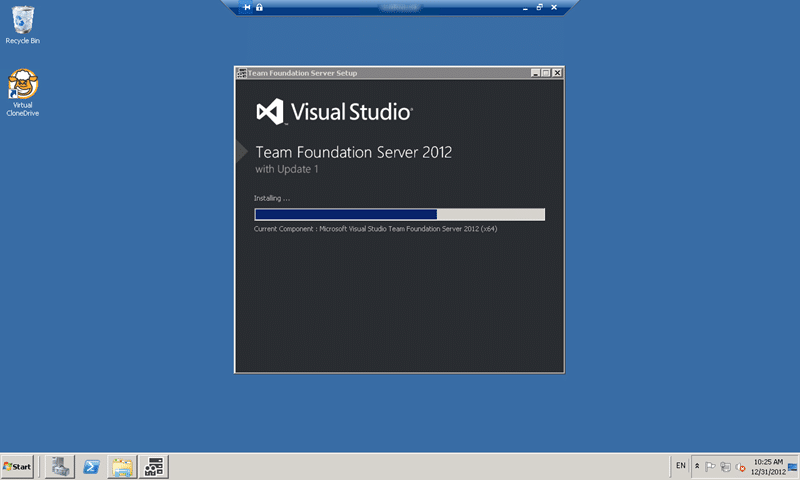 Recycle Bin
Virtual
CloneDrive
Team Foundation Server Setup
Visual Studio
Team Foundation Server 2012
with Update 1
Installing ...
Current Component : Microsoft Visual Studio Team Foundation Server 2012 (x64)
Start
EN
10:25 AM
12/31/2012